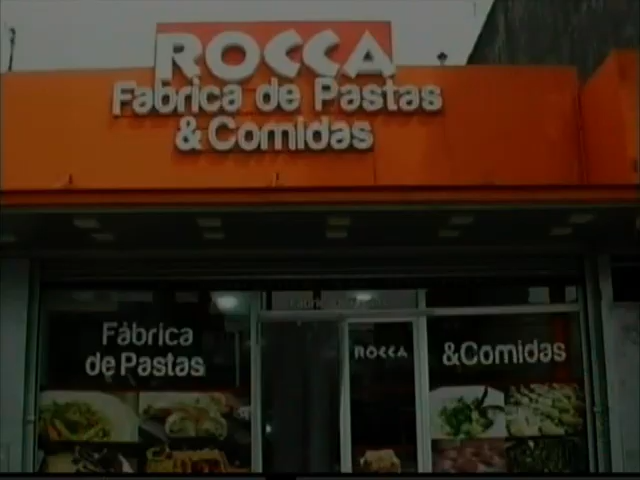 ROCCA
Fabrica de Pastas
& Comidas
Fábrica
de Pastas
ROCCA
&Comidas